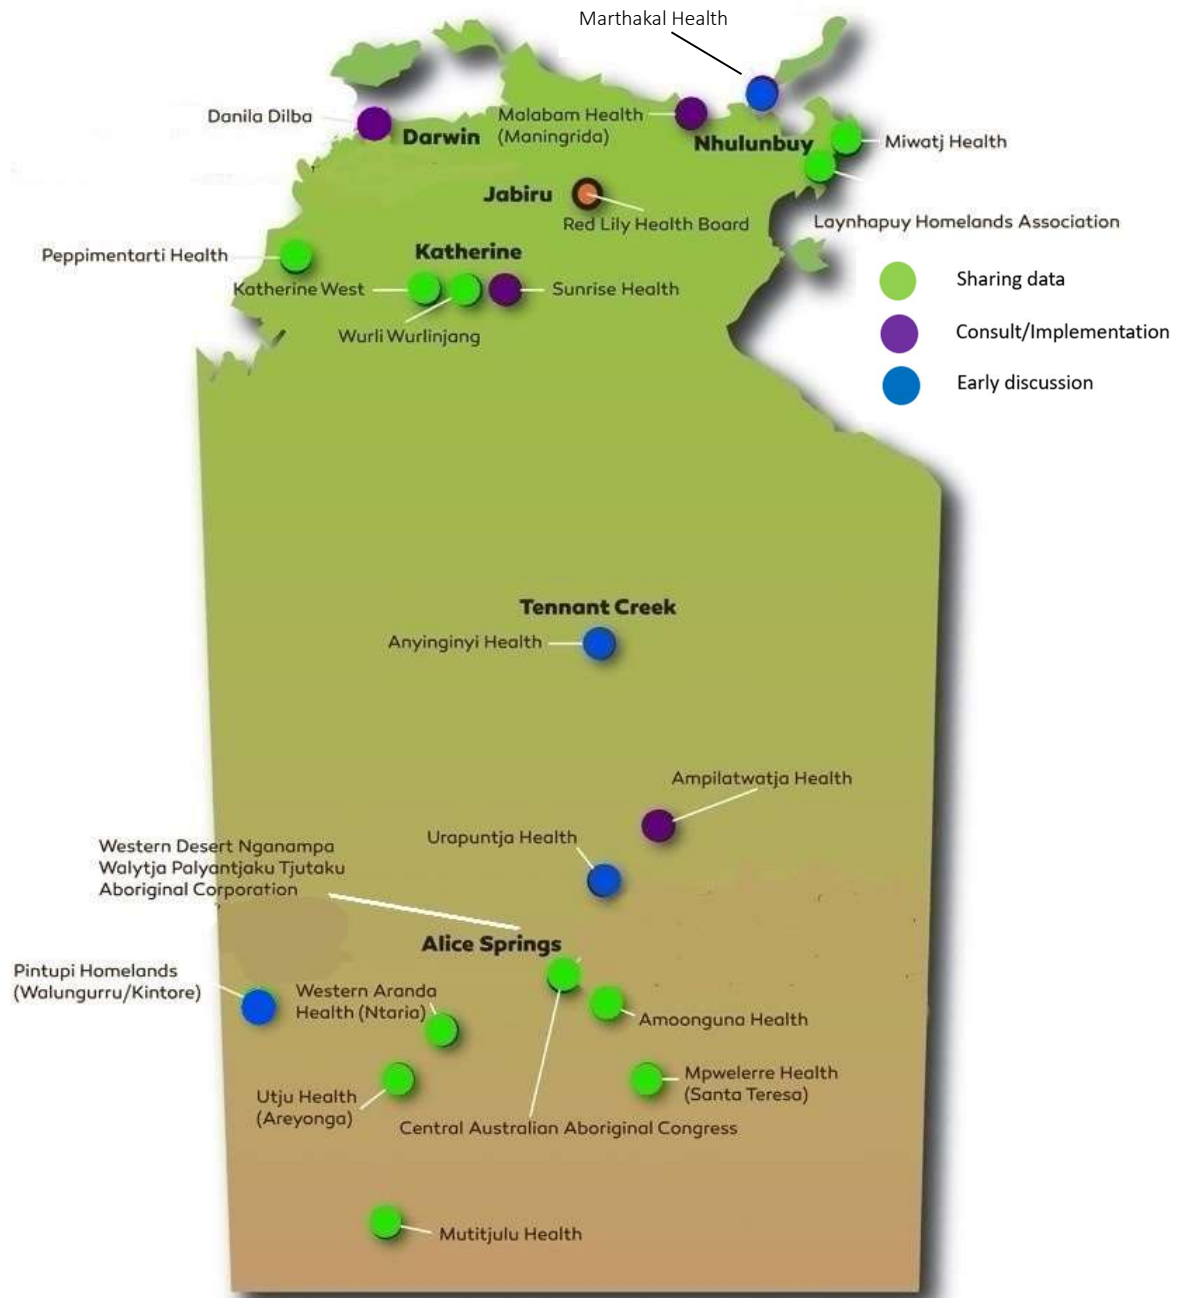 Marthakal Health
Danila Dilba
Darwin
Malabam Health
(Maningrida)
Nhulunbuy
Miwatj Health
Jabiru
Red Lily Health Board
Laynhapuy Homelands Association
Peppimentarti Health
Katherine
Katherine West
Sunrise Health
Wurli Wurlinjang
Sharing data
Consult/Implementation
Early discussion
Tennant Creek
Anyinginyi Health
Ampilatwatja Health
Urapuntja Health
Western Desert Nganampa
Walytja Palyantjaku Tjutaku
Aboriginal Corporation
Alice Springs
Pintupi Homelands
(Walungurru/Kintore)
Western Aranda
Health (Ntaria)
Amoonguna Health
Utju Health
(Areyonga)
Mpwelerre Health
(Santa Teresa)
Central Australian Aboriginal Congress
Mutitjulu Health